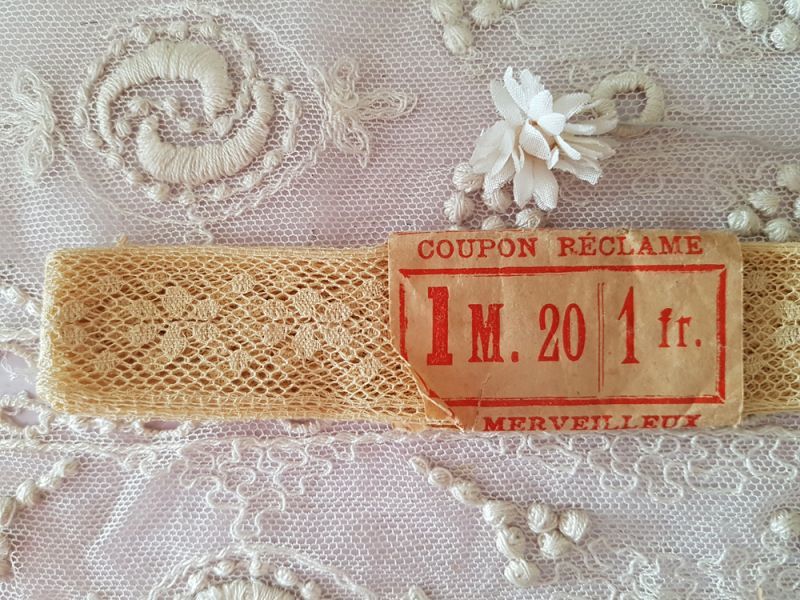 COUPON RÉCLAME
1 M. 20 1 fr.
MERVEILLEUX